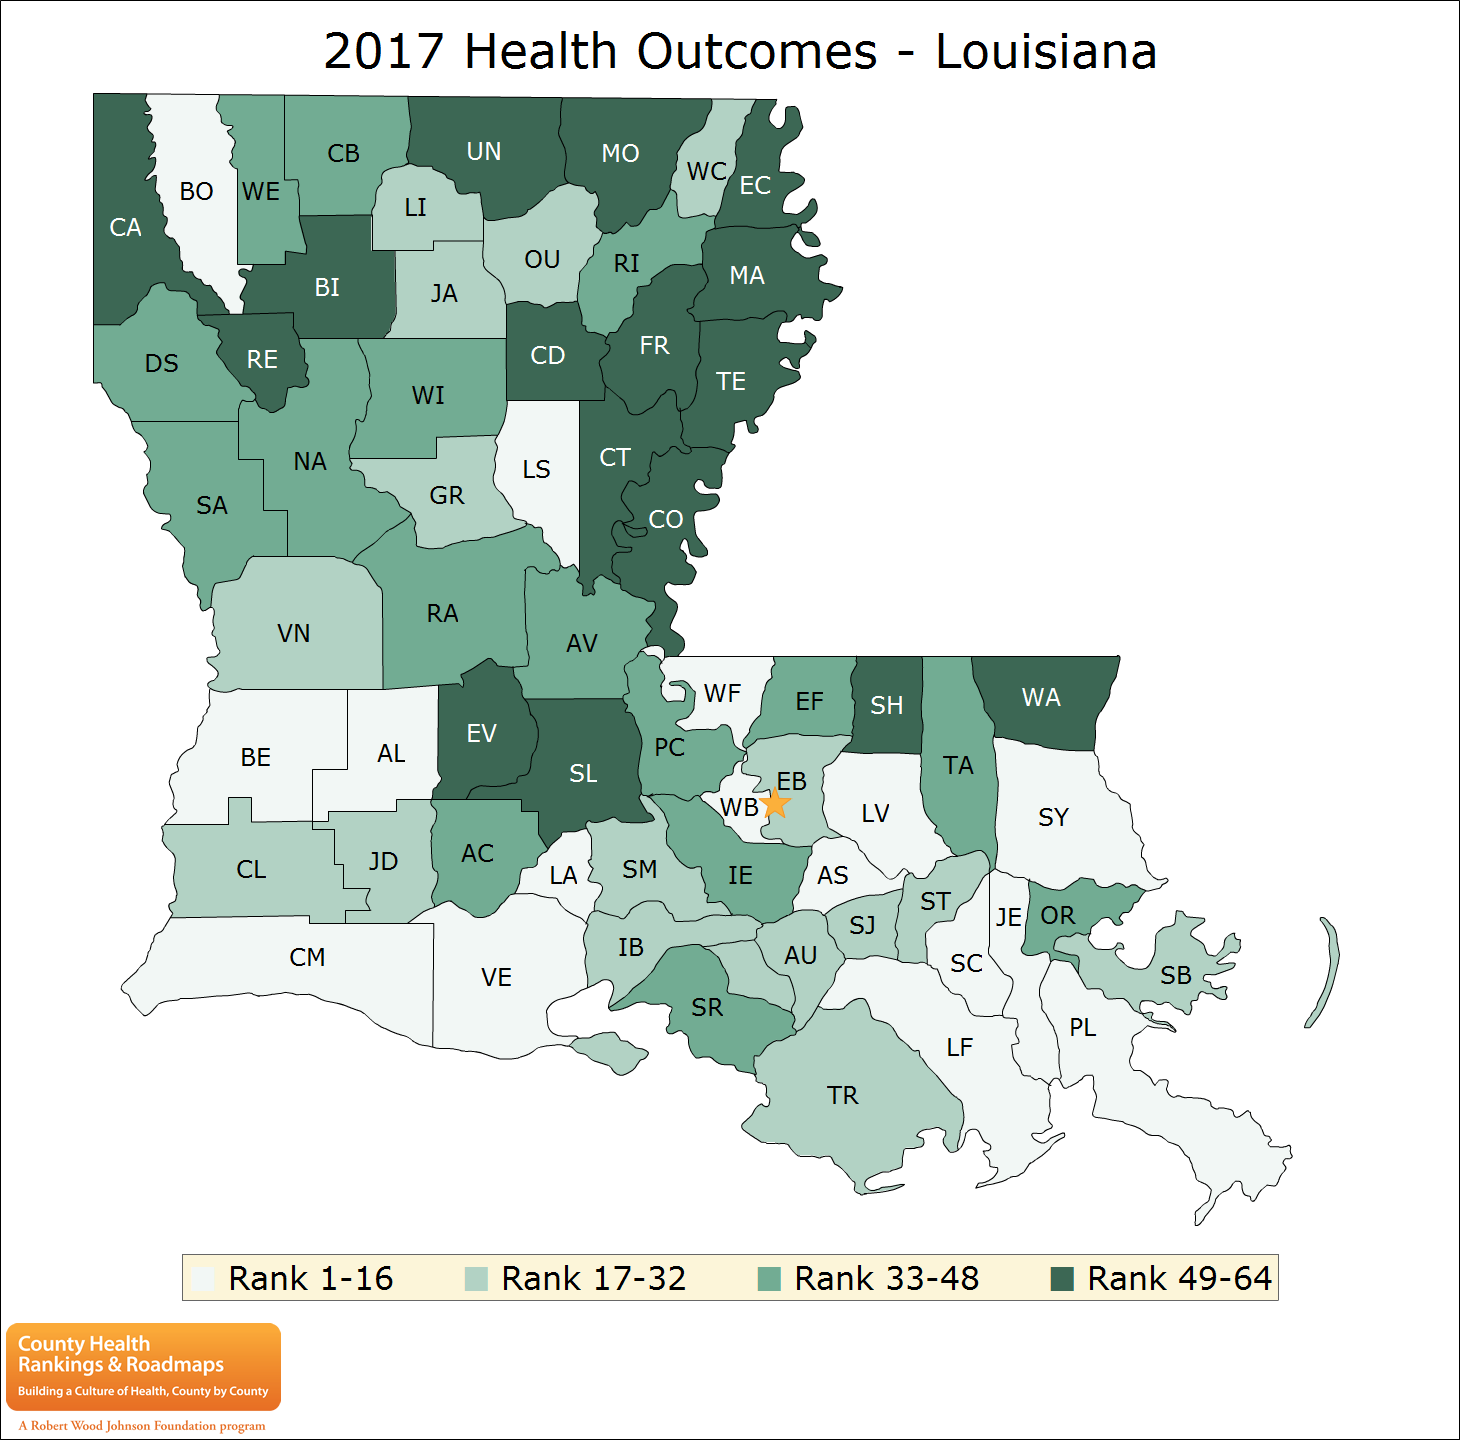 2017 Health Outcomes - Louisiana
CB
UN
MO
WC
EC
BO
WE
LI
CA
OU
RI
MA
BI
JA
DS
RE
CD
FR
TE
WI
NA
LS
CT
GR
SA
CO
VN
RA
AV
WF
EF
SH
WA
BE
AL
EV
SL
PC
TA
EB
WB
LV
SY
CL
JD
AC
LA
SM
IE
AS
ST
JE
OR
SJ
CM
VE
IB
AU
SC
SB
SR
LF
PL
TR
Rank 1-16 Rank 17-32 Rank 33-48 Rank 49-64
County Health
Rankings & Roadmaps
Building a Culture of Health, County by County
A Robert Wood Johnson Foundation program